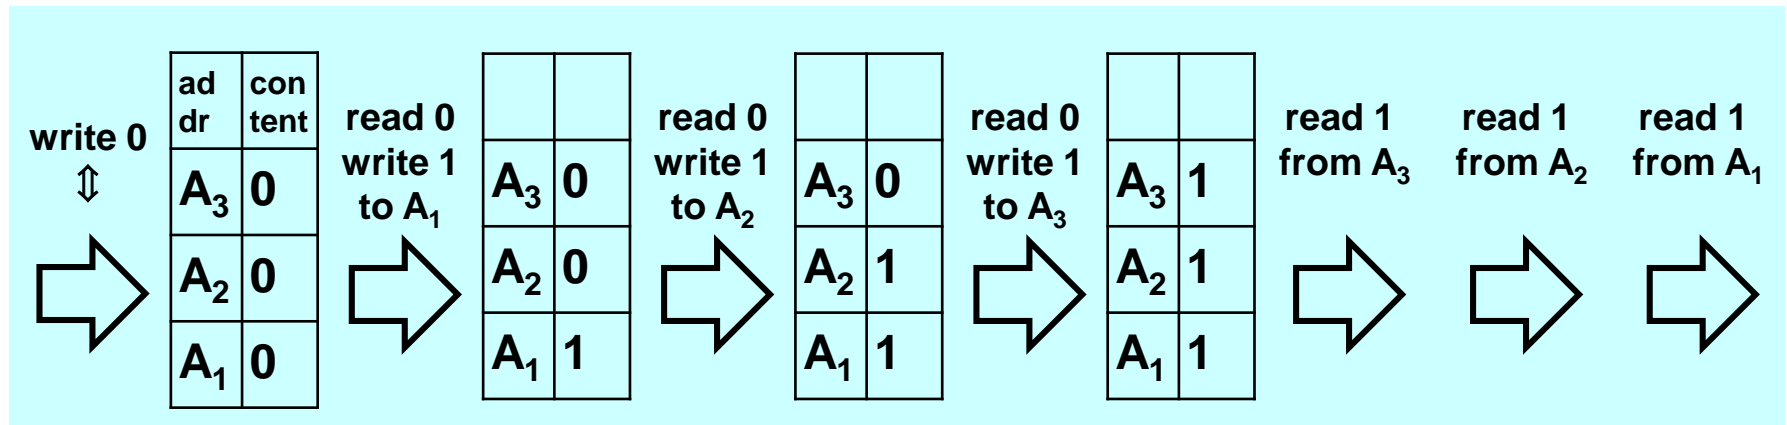 write 0
⇕
ad
dr
con
tent
A₃ 0
A₂ 0
A₁ 0
read 0
write 1
to A₁
A₃ 0
A₂ 0
A₁ 1
read 0
write 1
to A₂
A₃ 0
A₂ 1
A₁ 1
read 0
write 1
to A₃
A₃ 1
A₂ 1
A₁ 1
read 1
from A₃
read 1
from A₂
read 1
from A₁